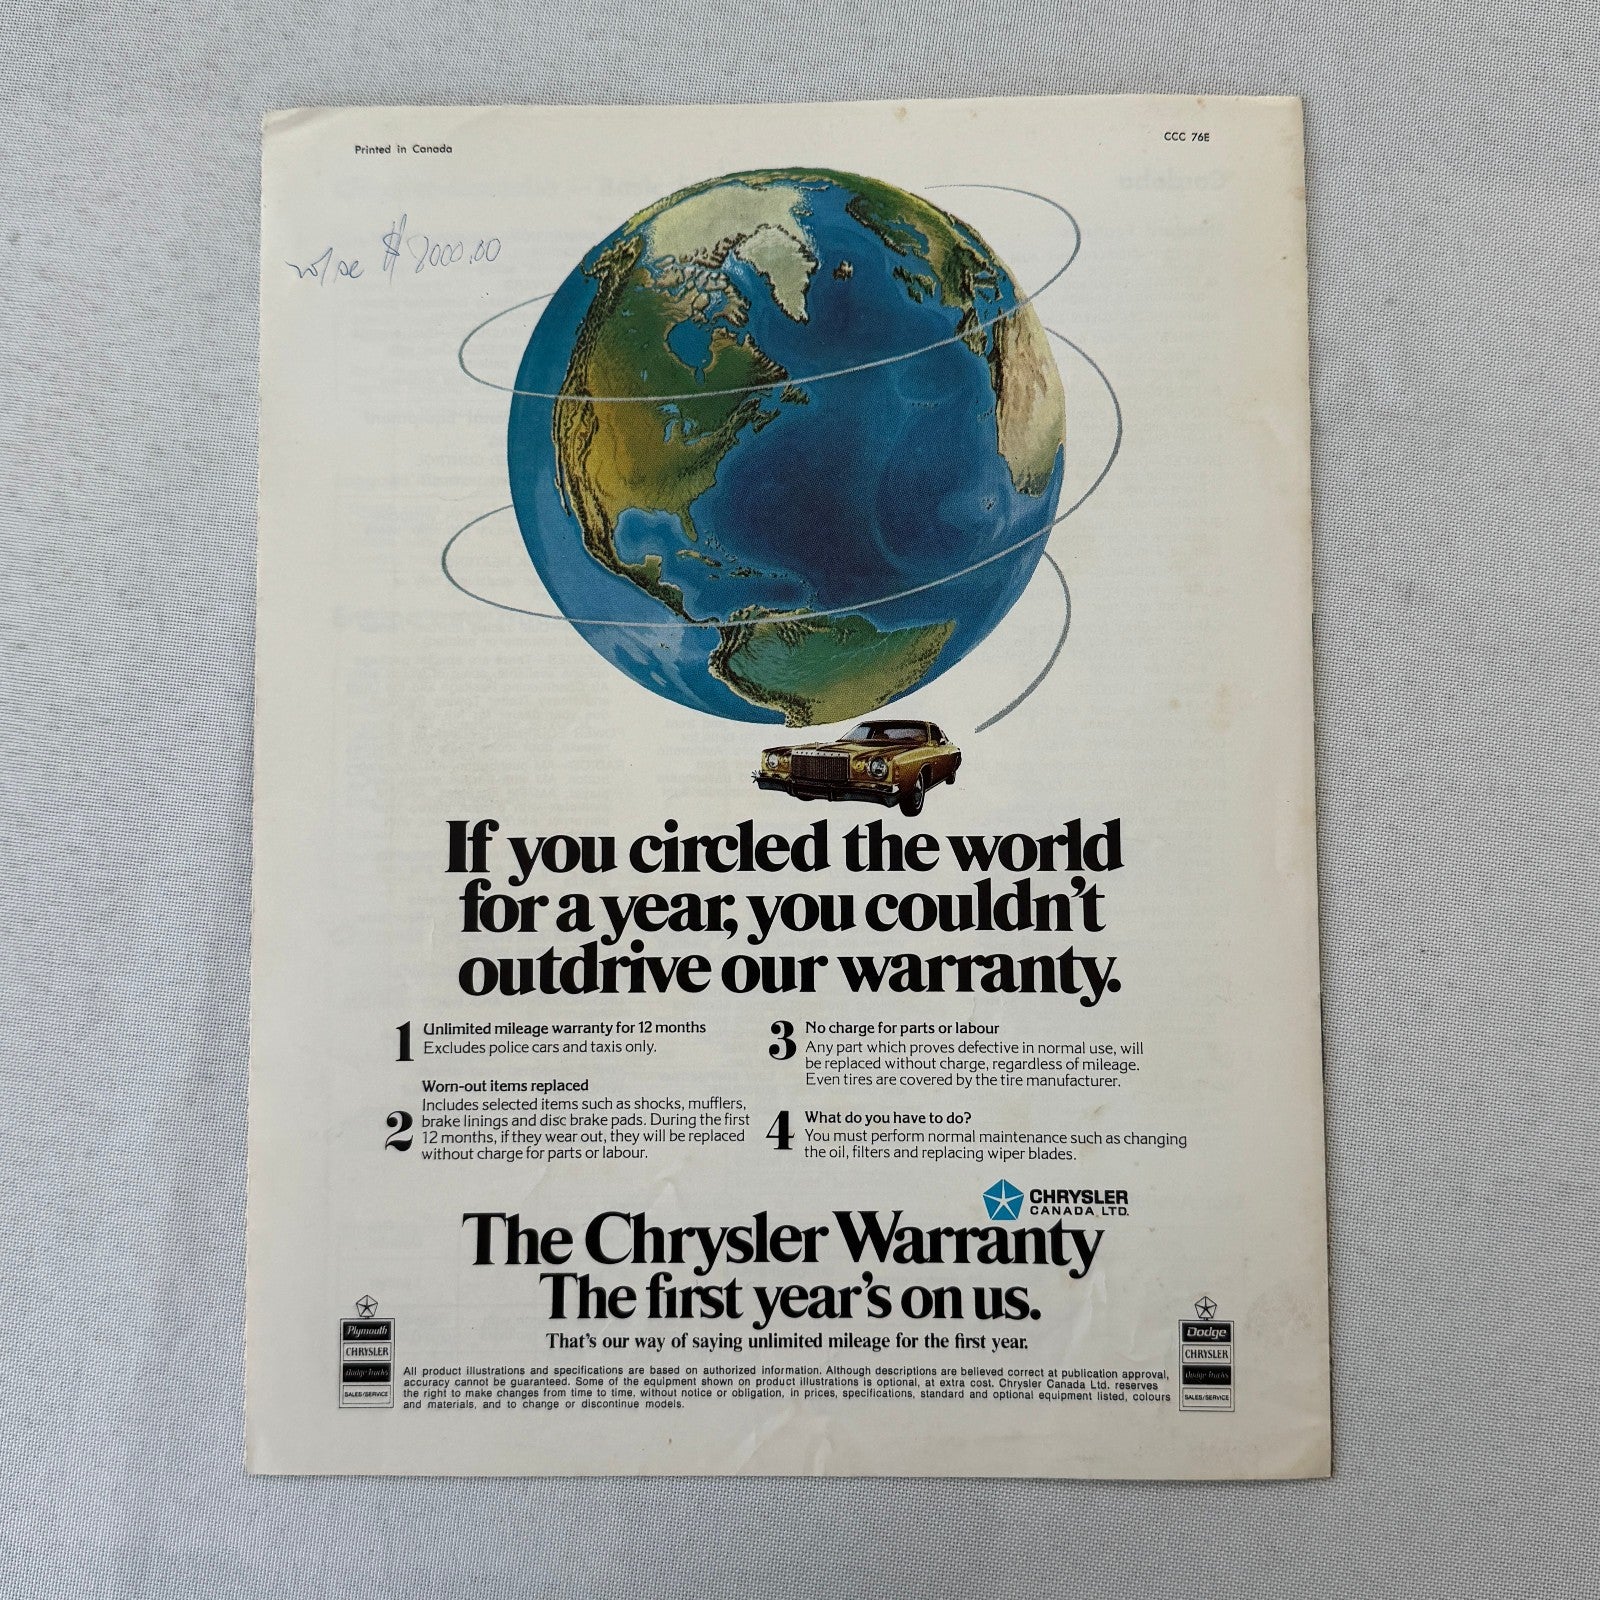 Printed in Canada
CCC 76E
$ 8000.00
If you circled the world
for a year, you couldn't
outdrive our warranty.
1 Unlimited mileage warranty for 12 months
Excludes police cars and taxis only.
2 Worn-out items replaced
Includes selected items such as shocks, mufflers,
brake linings and disc brake pads. During the first
12 months, if they wear out, they will be replaced
without charge for parts or labour.
3 No charge for parts or labour
Any part which proves defective in normal use, will
be replaced without charge, regardless of mileage.
Even tires are covered by the tire manufacturer.
4 What do you have to do?
You must perform normal maintenance such as changing
the oil, filters and replacing wiper blades.
CHRYSLER
CANADA LTD.
The Chrysler Warranty
The first year's on us.
That's our way of saying unlimited mileage for the first year.
Plymouth
CHRYSLER
Dodge Trucks
SALES/SERVICE
All product illustrations and specifications are based on authorized information. Although descriptions are believed correct at publication approval,
accuracy cannot be guaranteed. Some of the equipment shown on product illustrations is optional, at extra cost. Chrysler Canada Ltd. reserves
the right to make changes from time to time, without notice or obligation, in prices, specifications, standard and optional equipment listed, colours
and materials, and to change or discontinue models.
Dodge
CHRYSLER
Dodge Trucks
SALES/SERVICE